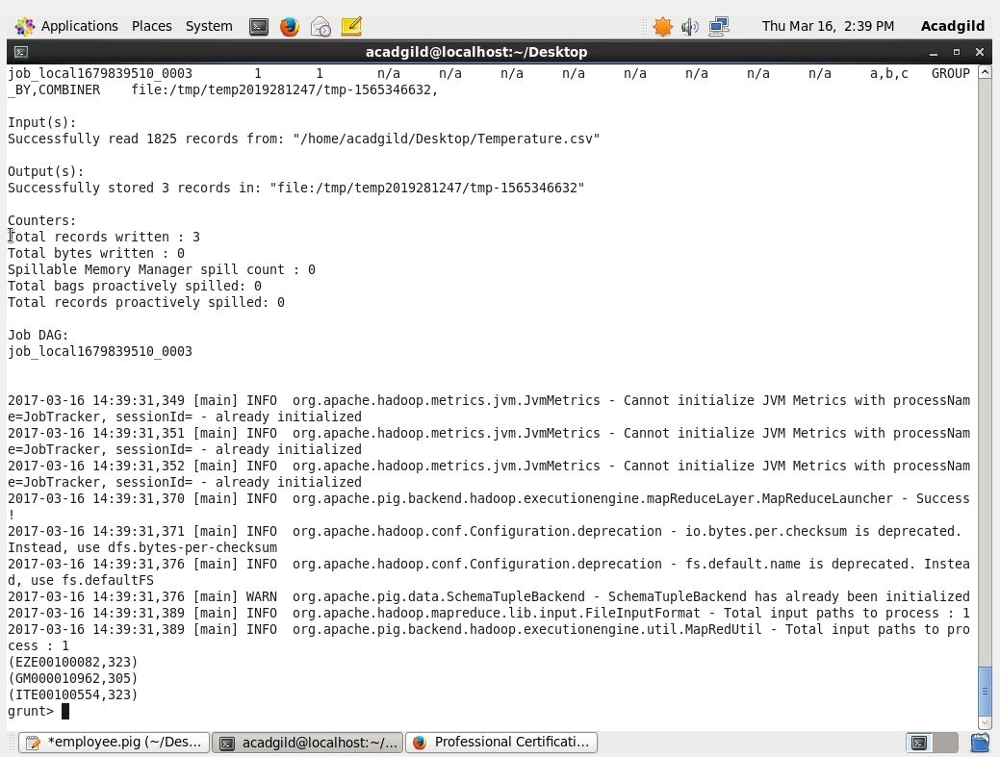 Applications Places System Thu Mar 16, 2:39 PM Acadgild
acadgild@localhost:~/Desktop
job_local1679839510_0003 1 1 n/a n/a n/a n/a n/a n/a n/a n/a a,b,c GROUP
_BY,COMBINER file:/tmp/temp2019281247/tmp-1565346632,
Input(s):
Successfully read 1825 records from: "/home/acadgild/Desktop/Temperature.csv"
Output(s):
Successfully stored 3 records in: "file:/tmp/temp2019281247/tmp-1565346632"
Counters:
Total records written : 3
Total bytes written : 0
Spillable Memory Manager spill count : 0
Total bags proactively spilled: 0
Total records proactively spilled: 0
Job DAG:
job_local1679839510_0003
2017-03-16 14:39:31,349 [main] INFO org.apache.hadoop.metrics.jvm.JvmMetrics - Cannot initialize JVM Metrics with processNam
e=JobTracker, sessionId= - already initialized
2017-03-16 14:39:31,351 [main] INFO org.apache.hadoop.metrics.jvm.JvmMetrics - Cannot initialize JVM Metrics with processNam
e=JobTracker, sessionId= - already initialized
2017-03-16 14:39:31,352 [main] INFO org.apache.hadoop.metrics.jvm.JvmMetrics - Cannot initialize JVM Metrics with processNam
e=JobTracker, sessionId= - already initialized
2017-03-16 14:39:31,370 [main] INFO org.apache.pig.backend.hadoop.executionengine.mapReduceLayer.MapReduceLauncher - Success
!
2017-03-16 14:39:31,371 [main] INFO org.apache.hadoop.conf.Configuration.deprecation - io.bytes.per.checksum is deprecated.
Instead, use dfs.bytes-per-checksum
2017-03-16 14:39:31,376 [main] INFO org.apache.hadoop.conf.Configuration.deprecation - fs.default.name is deprecated. Instea
d, use fs.defaultFS
2017-03-16 14:39:31,376 [main] WARN org.apache.pig.data.SchemaTupleBackend - SchemaTupleBackend has already been initialized
2017-03-16 14:39:31,389 [main] INFO org.apache.hadoop.mapreduce.lib.input.FileInputFormat - Total input paths to process : 1
2017-03-16 14:39:31,389 [main] INFO org.apache.pig.backend.hadoop.executionengine.util.MapRedUtil - Total input paths to pro
cess : 1
(EZE00100082,323)
(GM000010962,305)
(ITE00100554,323)
grunt>
*employee.pig (~/Des... acadgild@localhost:~/... Professional Certificati...